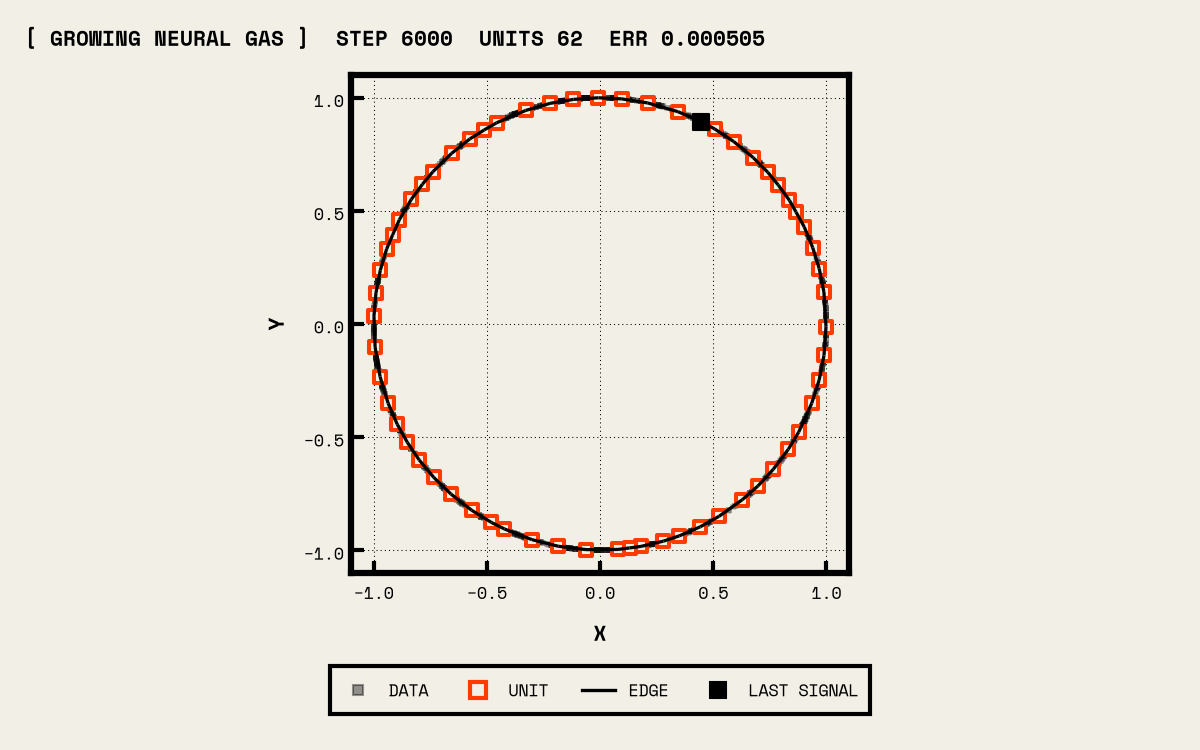 [ GROWING NEURAL GAS ]  STEP 6000  UNITS 62  ERR 0.000505
1.0
0.5
0.0
−0.5
−1.0
Y
−1.0
−0.5
0.0
0.5
1.0
X
DATA
UNIT
EDGE
LAST SIGNAL